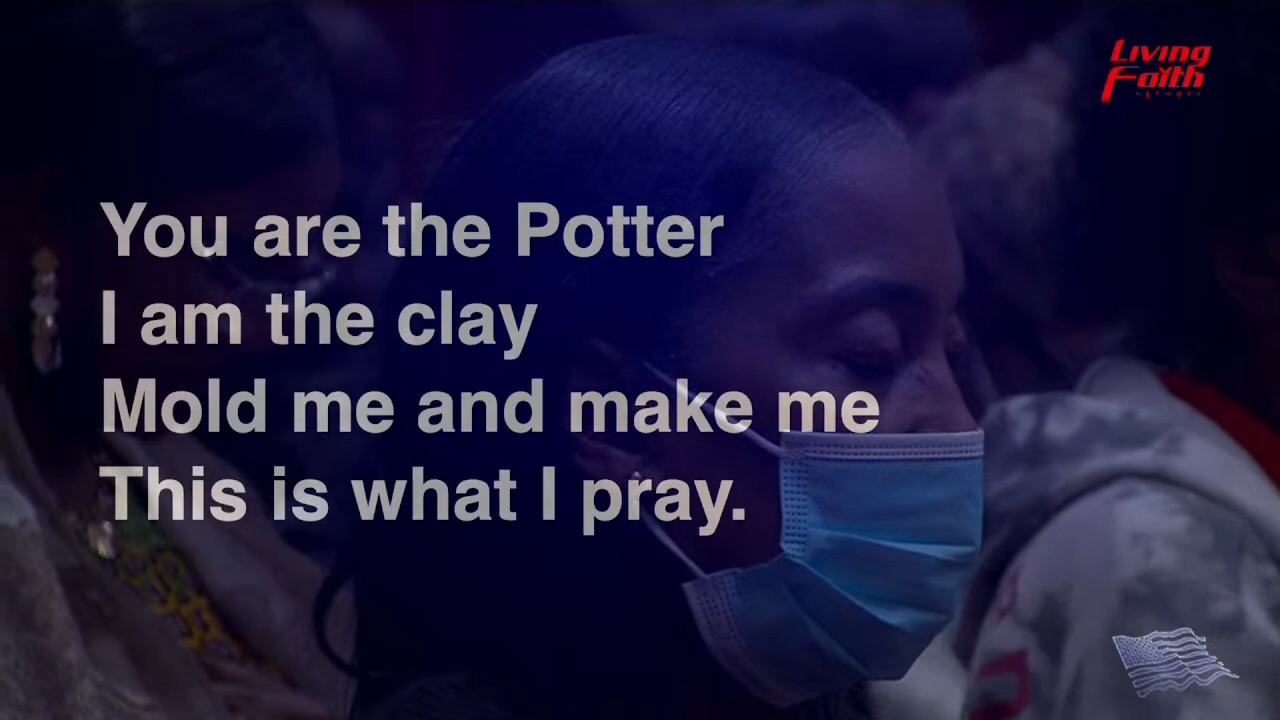 Living
Faith
You are the Potter
I am the clay
Mold me and make me
This is what I pray.